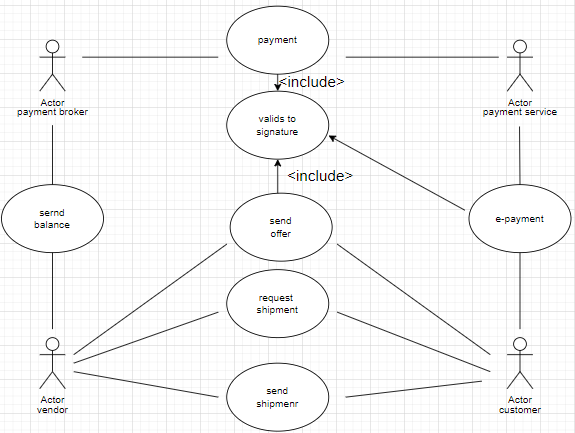 payment
<include>
Actor
payment broker
Actor
payment service
valids to
signature
<include>
sernd
balance
send
offer
e-payment
request
shipment
Actor
vendor
send
shipmenr
Actor
customer